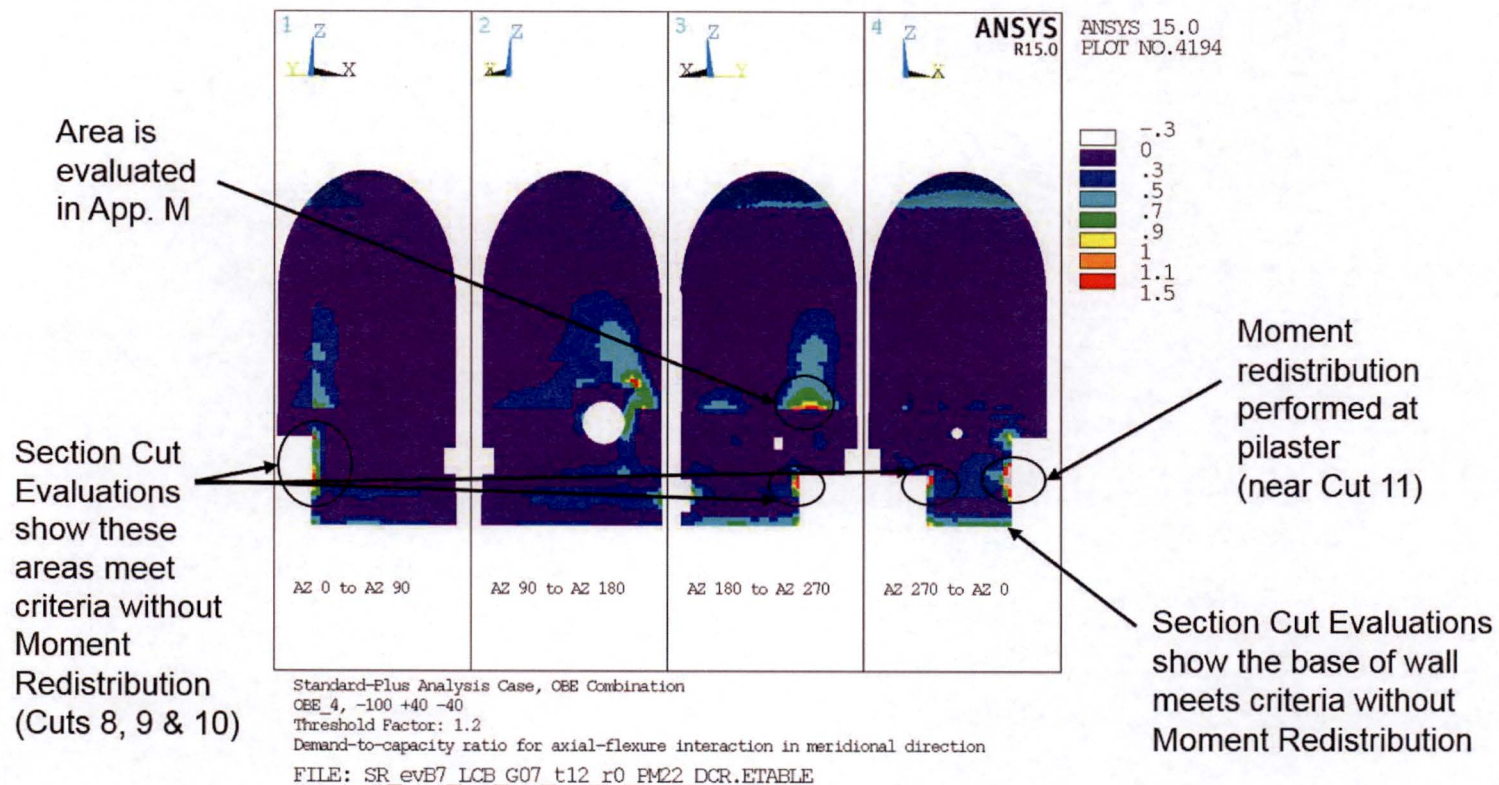 1
Z
Y
X
2
Z
X
3
Z
X
Y
4
Z
X
ANSYS
R15.0
ANSYS 15.0
PLOT NO.4194
-.3
0
.3
.5
.7
.9
1
1.1
1.5
Area is
evaluated
in App. M
Section Cut
Evaluations
show these
areas meet
criteria without
Moment
Redistribution
(Cuts 8, 9 & 10)
Moment
redistribution
performed at
pilaster
(near Cut 11)
Section Cut Evaluations
show the base of wall
meets criteria without
Moment Redistribution
AZ 0 to AZ 90
AZ 90 to AZ 180
AZ 180 to AZ 270
AZ 270 to AZ 0
Standard-Plus Analysis Case, OBE Combination
OBE_4, -100 +40 -40
Threshold Factor: 1.2
Demand-to-capacity ratio for axial-flexure interaction in meridional direction
FILE: SR_evB7_LCB_G07_t12_r0_PM22_DCR.ETABLE